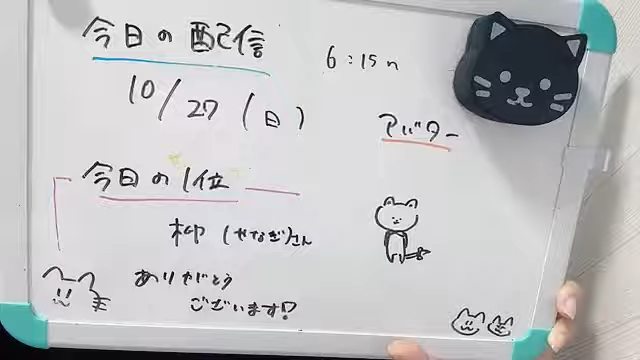 今日の配信
6:15〜
10/27(日)
アバター
今日の1位
柳(やなぎ)さん
ありがとう
ございます!?